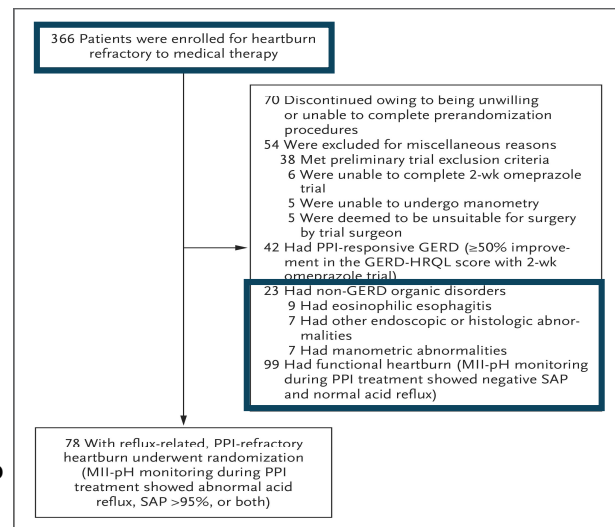 366 Patients were enrolled for heartburn
refractory to medical therapy
70 Discontinued owing to being unwilling
or unable to complete prerandomization
procedures
54 Were excluded for miscellaneous reasons
38 Met preliminary trial exclusion criteria
6 Were unable to complete 2-wk omeprazole
trial
5 Were unable to undergo manometry
5 Were deemed to be unsuitable for surgery
by trial surgeon
42 Had PPI-responsive GERD (≥50% improve-
ment in the GERD-HRQL score with 2-wk
omeprazole trial)
23 Had non-GERD organic disorders
9 Had eosinophilic esophagitis
7 Had other endoscopic or histologic abnor-
malities
7 Had manometric abnormalities
99 Had functional heartburn (MII-pH monitoring
during PPI treatment showed negative SAP
and normal acid reflux)
78 With reflux-related, PPI-refractory
heartburn underwent randomization
(MII-pH monitoring during PPI
treatment showed abnormal acid
reflux, SAP >95%, or both)